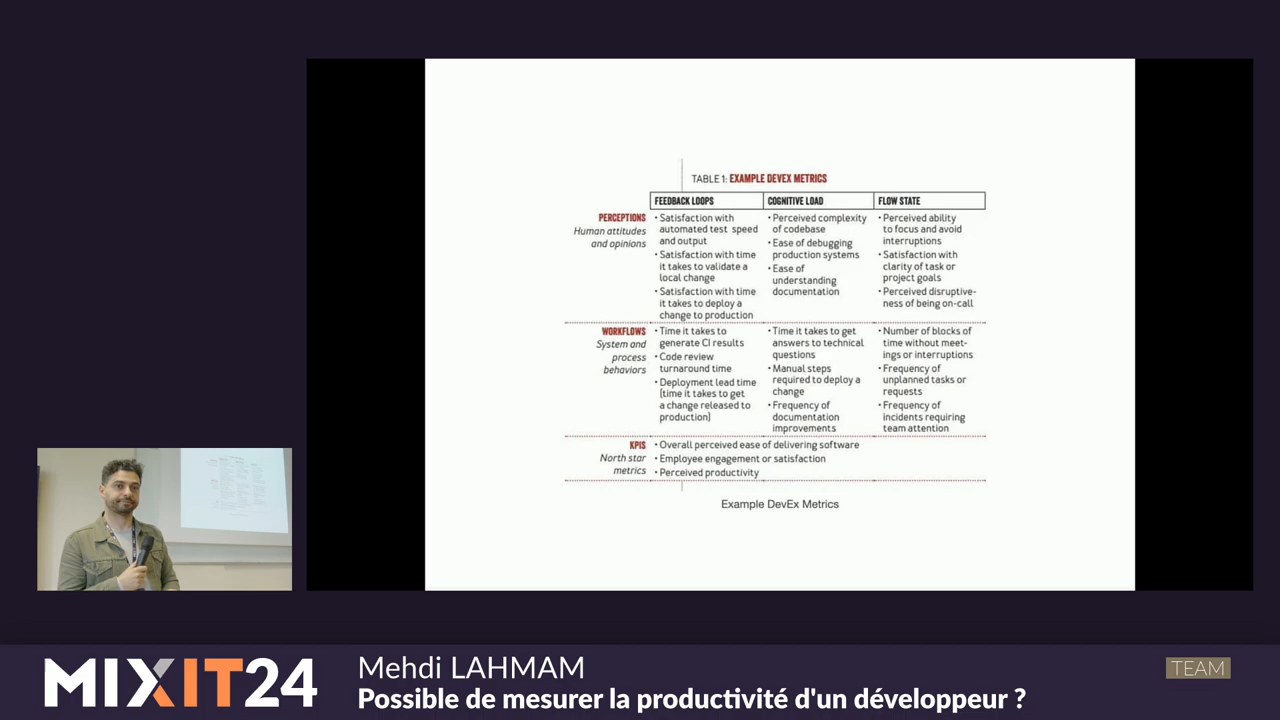 TABLE 1: EXAMPLE DEVEX METRICS
FEEDBACK LOOPS
COGNITIVE LOAD
FLOW STATE
PERCEPTIONS
Human attitudes
and opinions
• Satisfaction with
automated test speed
and output
• Satisfaction with time
it takes to validate a
local change
• Satisfaction with time
it takes to deploy a
change to production
• Perceived complexity
of codebase
• Ease of debugging
production systems
• Ease of
understanding
documentation
• Perceived ability
to focus and avoid
interruptions
• Satisfaction with
clarity of task or
project goals
• Perceived disruptive-
ness of being on-call
WORKFLOWS
System and
process
behaviors
• Time it takes to
generate CI results
• Code review
turnaround time
• Deployment lead time
(time it takes to get
a change released to
production)
• Time it takes to get
answers to technical
questions
• Manual steps
required to deploy a
change
• Frequency of
documentation
improvements
• Number of blocks of
time without meet-
ings or interruptions
• Frequency of
unplanned tasks or
requests
• Frequency of
incidents requiring
team attention
KPIS
North star
metrics
• Overall perceived ease of delivering software
• Employee engagement or satisfaction
• Perceived productivity
Example DevEx Metrics
MIXIT24
Mehdi LAHMAM
Possible de mesurer la productivité d'un développeur ?
TEAM